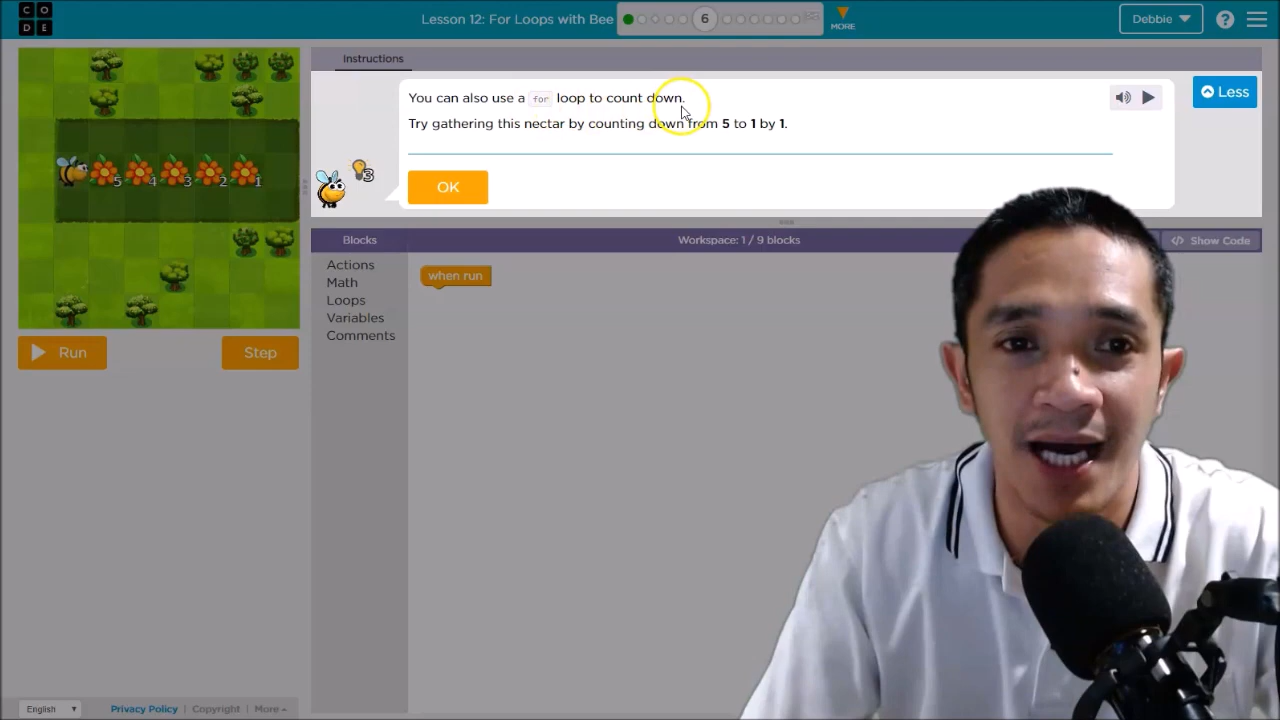 CODE
Lesson 12: For Loops with Bee
6
MORE
Debbie
?
Instructions
You can also use a for loop to count down.
Try gathering this nectar by counting down from 5 to 1 by 1.
Less
3
OK
5 4 3 2 1
Blocks
Workspace: 1 / 9 blocks
</> Show Code
Actions
Math
Loops
Variables
Comments
when run
Run
Step
English
Privacy Policy | Copyright | More